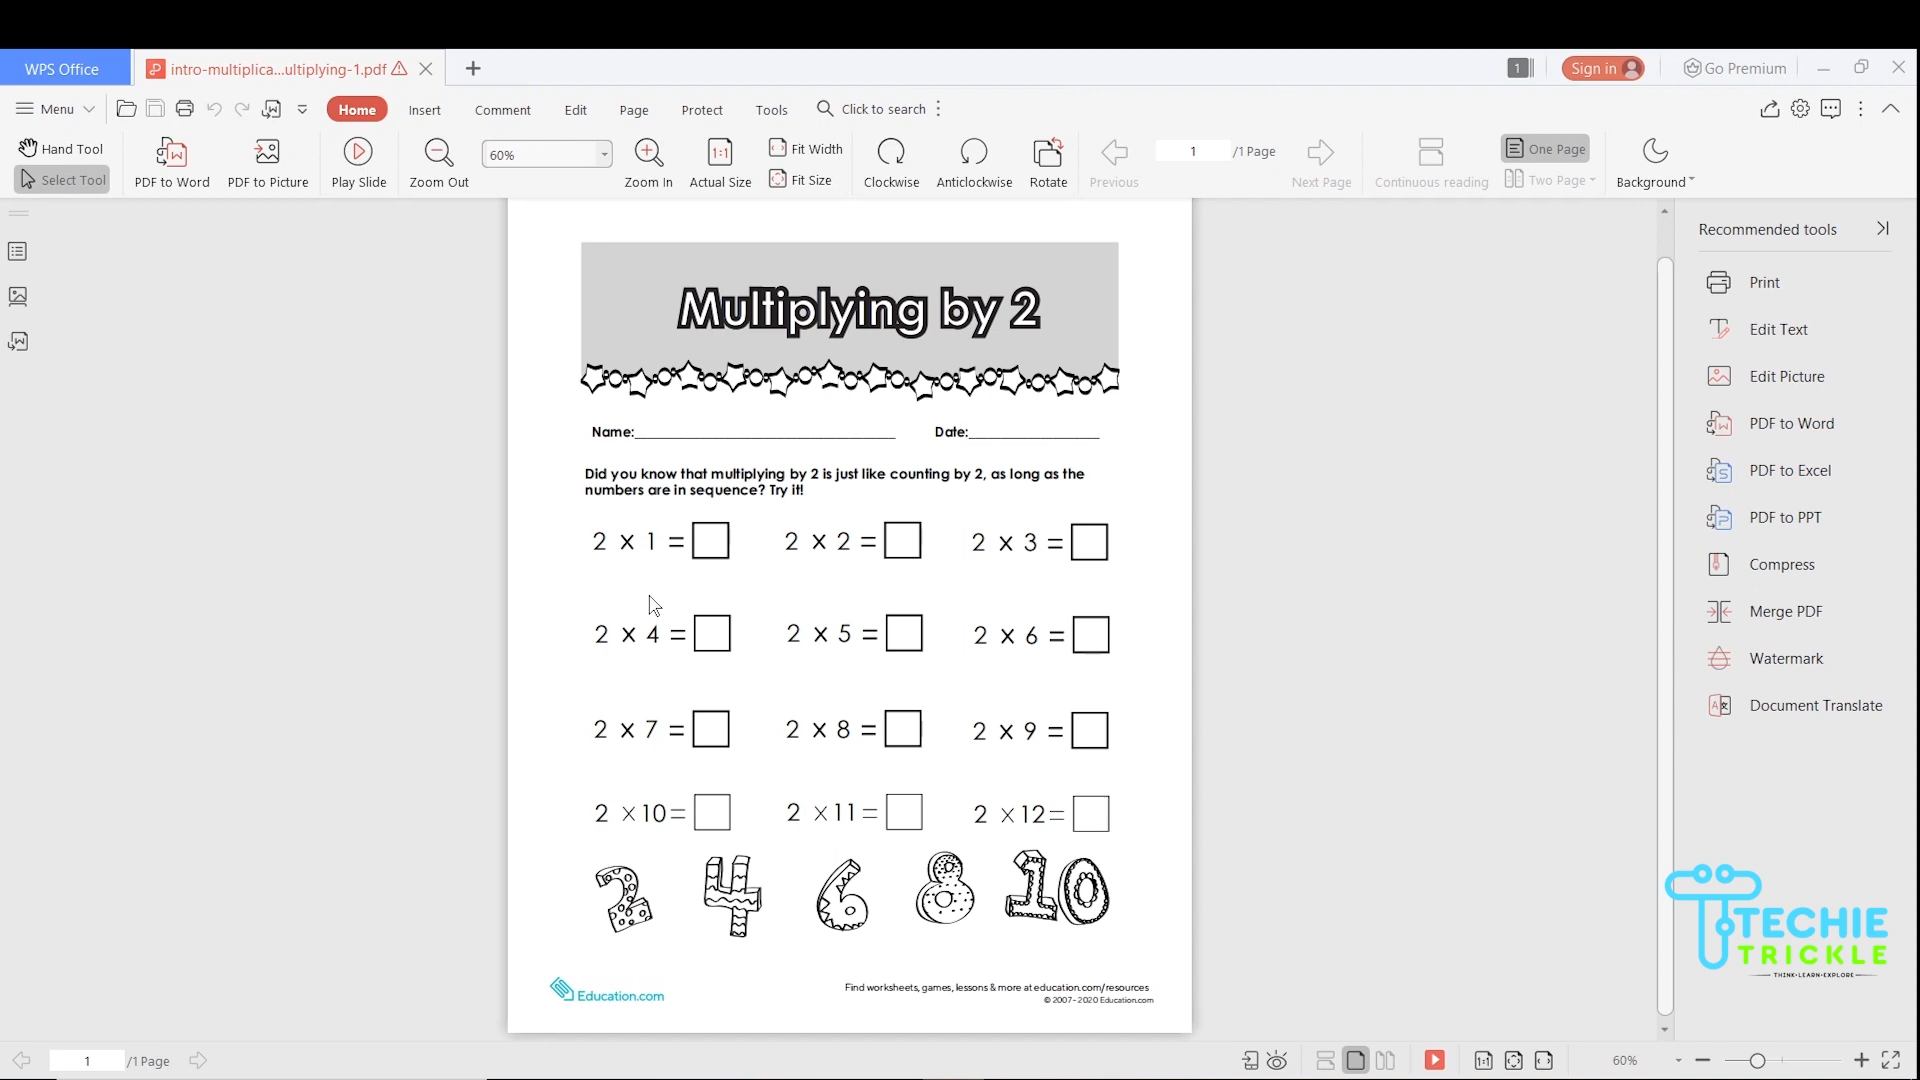 WPS Office
intro-multiplica...ultiplying-1.pdf
1
Sign in
Go Premium
Menu
Home
Insert
Comment
Edit
Page
Protect
Tools
Click to search
Hand Tool
Select Tool
PDF to Word
PDF to Picture
Play Slide
Zoom Out
60%
Zoom In
1:1
Actual Size
Fit Width
Fit Size
Clockwise
Anticlockwise
Rotate
Previous
1 /1 Page
Next Page
Continuous reading
One Page
Two Page
Background
Multiplying by 2
Name:
Date:
Did you know that multiplying by 2 is just like counting by 2, as long as the
numbers are in sequence? Try it!
2 x 1 =
2 x 2 =
2 x 3 =
2 x 4 =
2 x 5 =
2 x 6 =
2 x 7 =
2 x 8 =
2 x 9 =
2 x 10 =
2 x 11 =
2 x 12 =
2 4 6 8 10
Education.com
Find worksheets, games, lessons & more at education.com/resources
© 2007 - 2020 Education.com
Recommended tools
Print
Edit Text
Edit Picture
PDF to Word
PDF to Excel
PDF to PPT
Compress
Merge PDF
Watermark
Document Translate
TECHIE
TRICKLE
THINK•LEARN•EXPLORE
1 /1 Page
1:1
60%